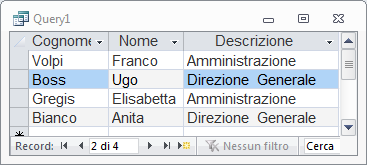 Query1
Cognome Nome Descrizione
Volpi Franco Amministrazione
Boss Ugo Direzione Generale
Gregis Elisabetta Amministrazione
Bianco Anita Direzione Generale
Record: 2 di 4 Nessun filtro Cerca